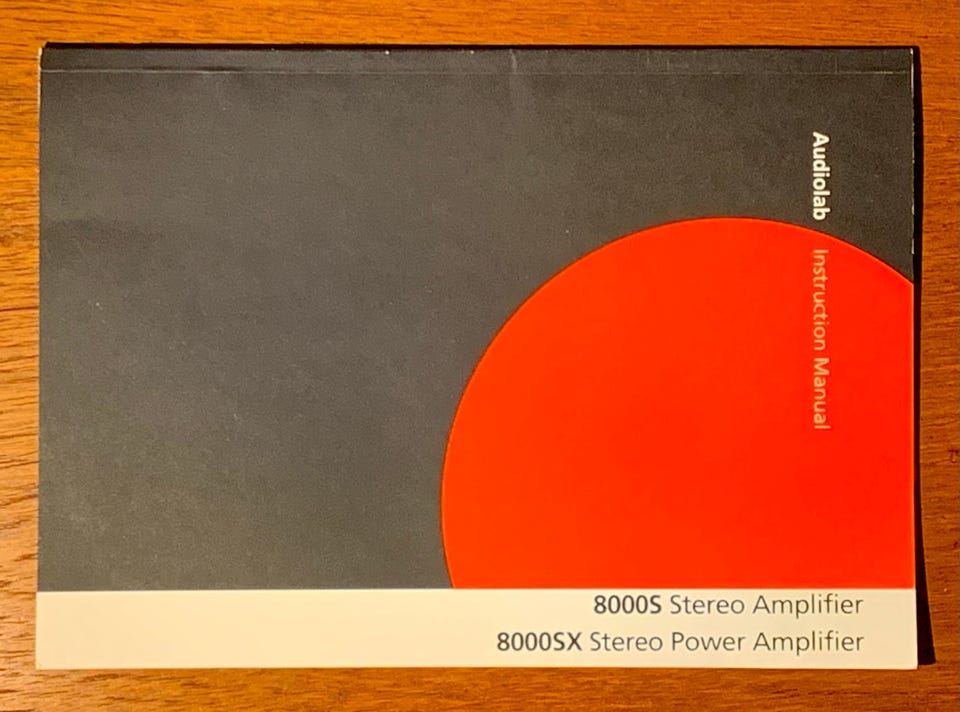 Audiolab Instruction Manual
8000S Stereo Amplifier
8000SX Stereo Power Amplifier